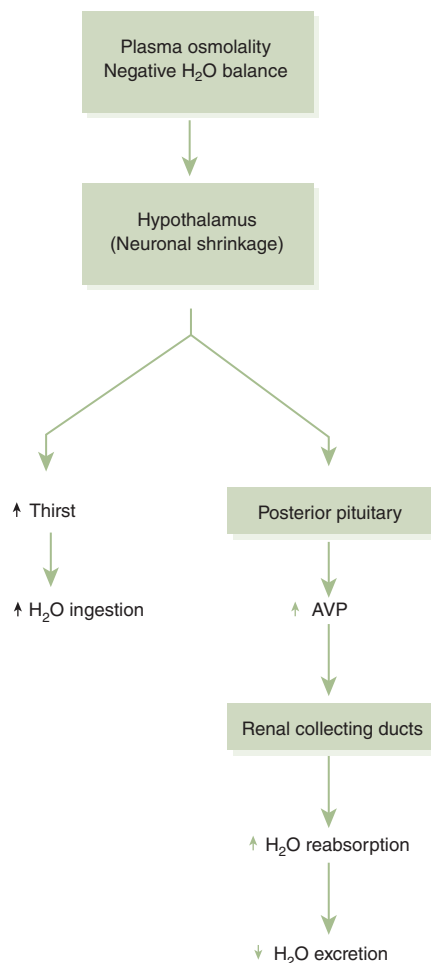 Plasma osmolality
Negative H₂O balance
Hypothalamus
(Neuronal shrinkage)
↑ Thirst
↑ H₂O ingestion
Posterior pituitary
↑ AVP
Renal collecting ducts
↑ H₂O reabsorption
↓ H₂O excretion